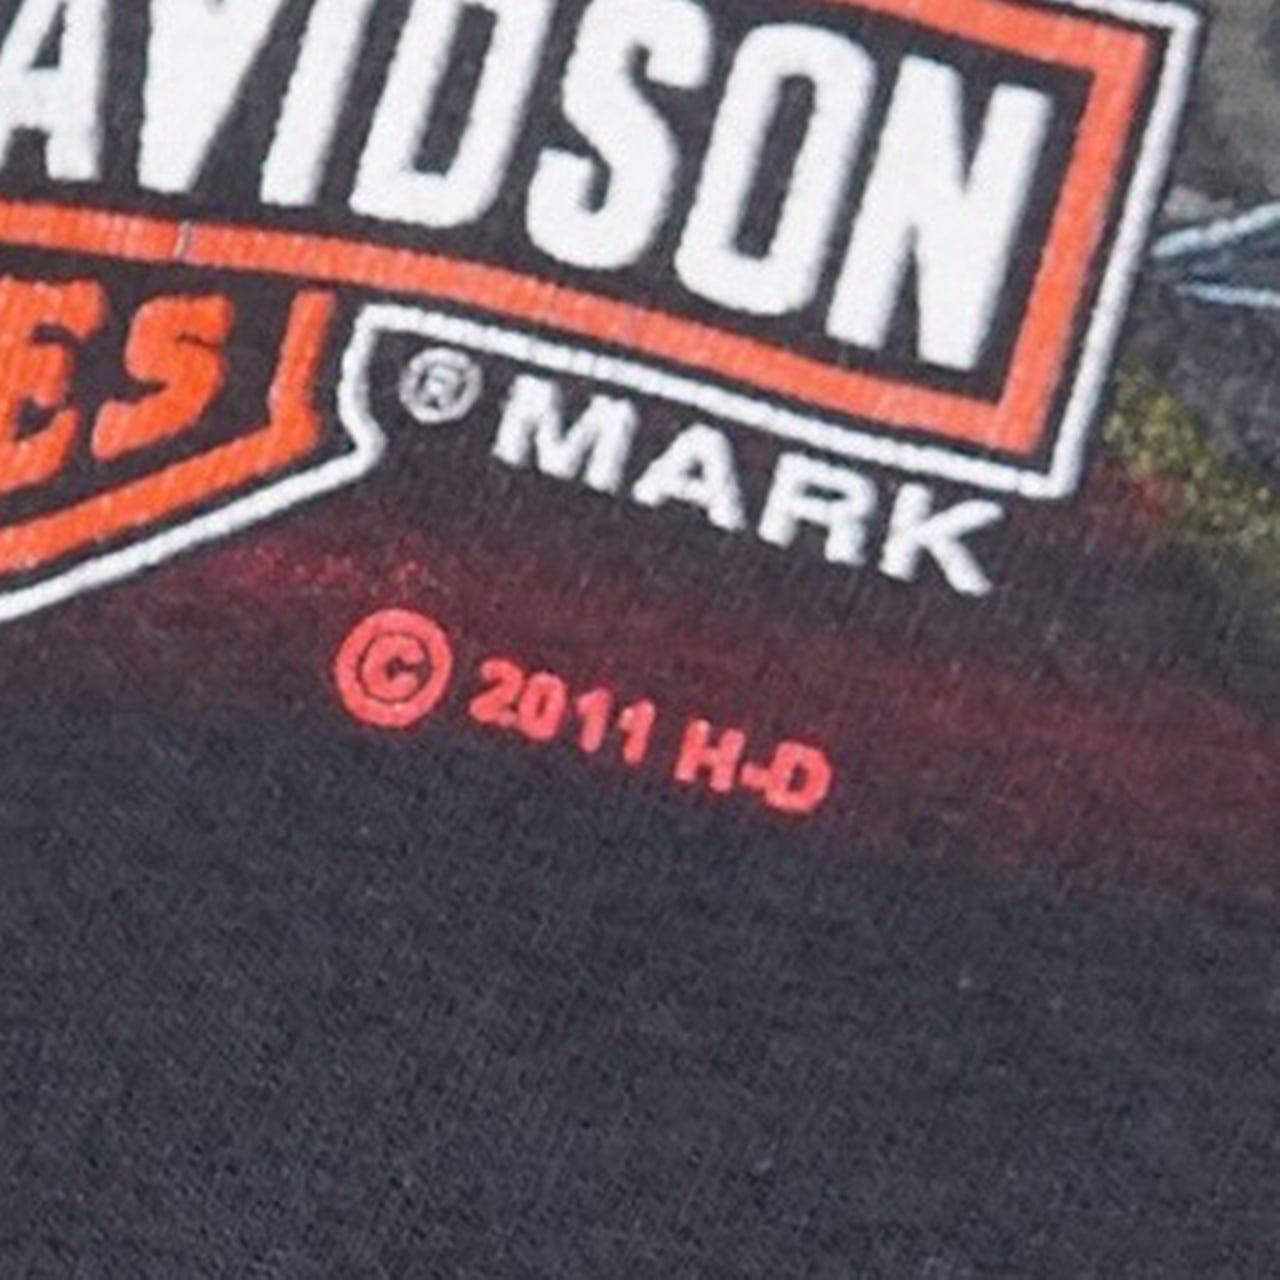 AVIDSON
ES
® MARK
© 2011 H-D